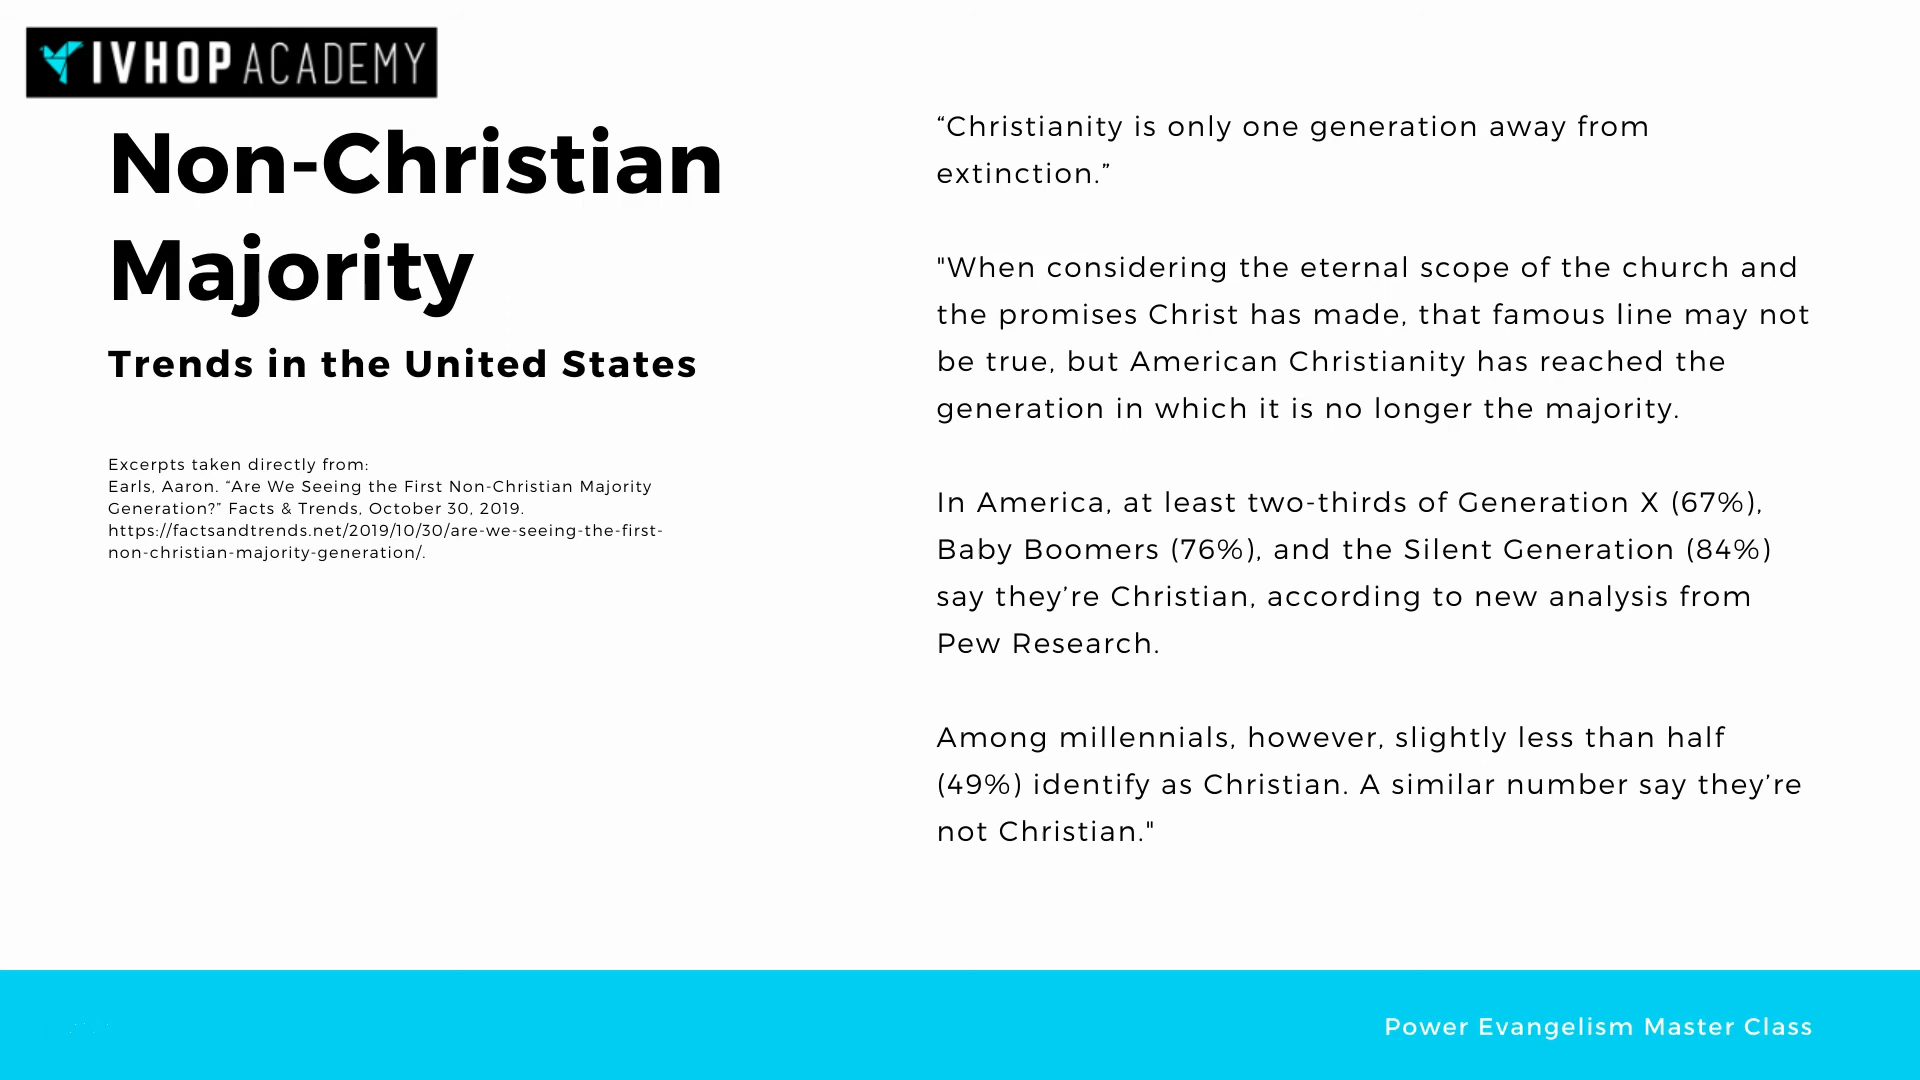 IVHOP ACADEMY
Non-Christian
Majority
Trends in the United States
Excerpts taken directly from:
Earls, Aaron. “Are We Seeing the First Non-Christian Majority
Generation?” Facts & Trends, October 30, 2019.
https://factsandtrends.net/2019/10/30/are-we-seeing-the-first-
non-christian-majority-generation/.
“Christianity is only one generation away from
extinction.”
"When considering the eternal scope of the church and
the promises Christ has made, that famous line may not
be true, but American Christianity has reached the
generation in which it is no longer the majority.
In America, at least two-thirds of Generation X (67%),
Baby Boomers (76%), and the Silent Generation (84%)
say they’re Christian, according to new analysis from
Pew Research.
Among millennials, however, slightly less than half
(49%) identify as Christian. A similar number say they’re
not Christian."
Power Evangelism Master Class